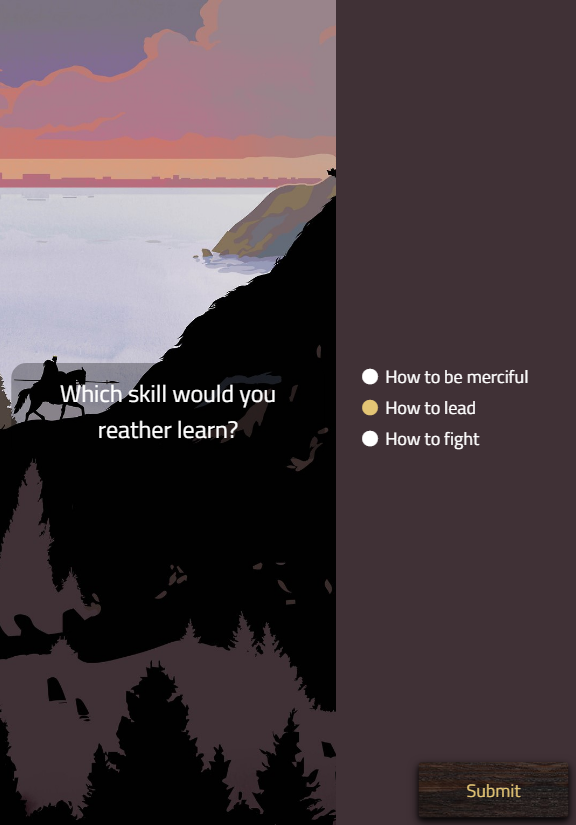 Which skill would you
reather learn?
How to be merciful
How to lead
How to fight
Submit